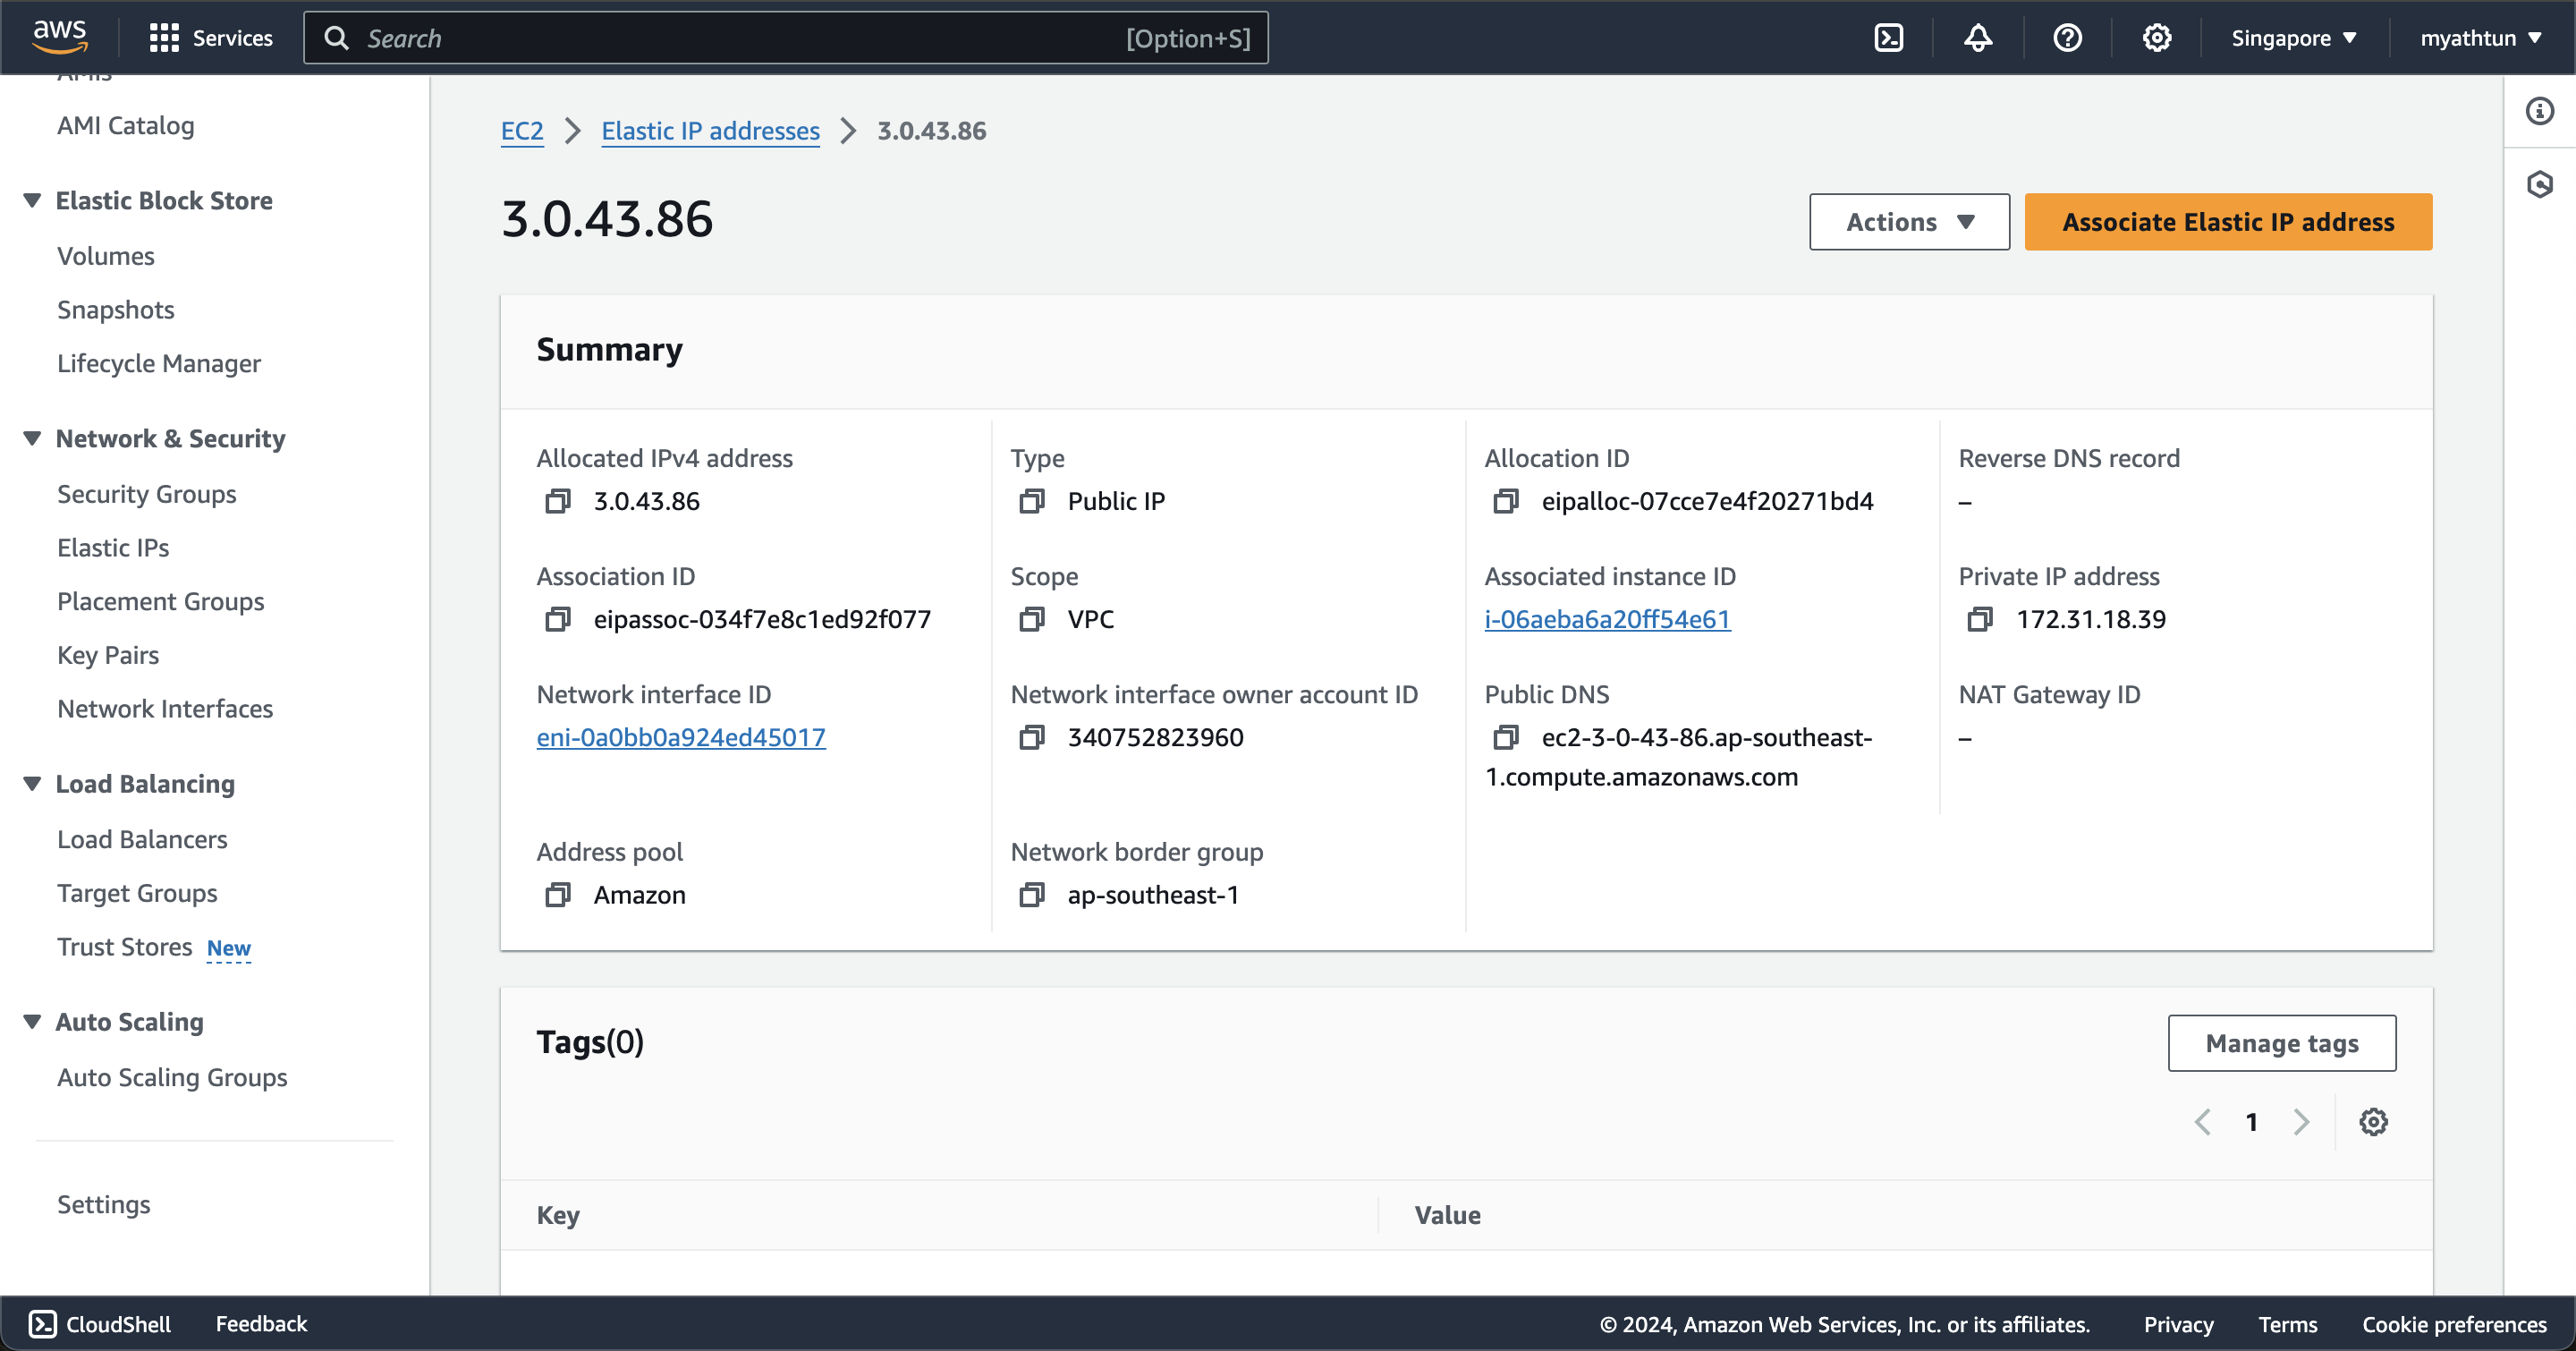 aws
Services
Search [Option+S]
Singapore
myathtun
AMIs
AMI Catalog
Elastic Block Store
Volumes
Snapshots
Lifecycle Manager
Network & Security
Security Groups
Elastic IPs
Placement Groups
Key Pairs
Network Interfaces
Load Balancing
Load Balancers
Target Groups
Trust Stores New
Auto Scaling
Auto Scaling Groups
Settings
EC2 > Elastic IP addresses > 3.0.43.86
3.0.43.86
Actions
Associate Elastic IP address
Summary
Allocated IPv4 address
3.0.43.86
Type
Public IP
Allocation ID
eipalloc-07cce7e4f20271bd4
Reverse DNS record
–
Association ID
eipassoc-034f7e8c1ed92f077
Scope
VPC
Associated instance ID
i-06aeba6a20ff54e61
Private IP address
172.31.18.39
Network interface ID
eni-0a0bb0a924ed45017
Network interface owner account ID
340752823960
Public DNS
ec2-3-0-43-86.ap-southeast-
1.compute.amazonaws.com
NAT Gateway ID
–
Address pool
Amazon
Network border group
ap-southeast-1
Tags(0)
Manage tags
1
Key
Value
CloudShell
Feedback
© 2024, Amazon Web Services, Inc. or its affiliates.
Privacy
Terms
Cookie preferences